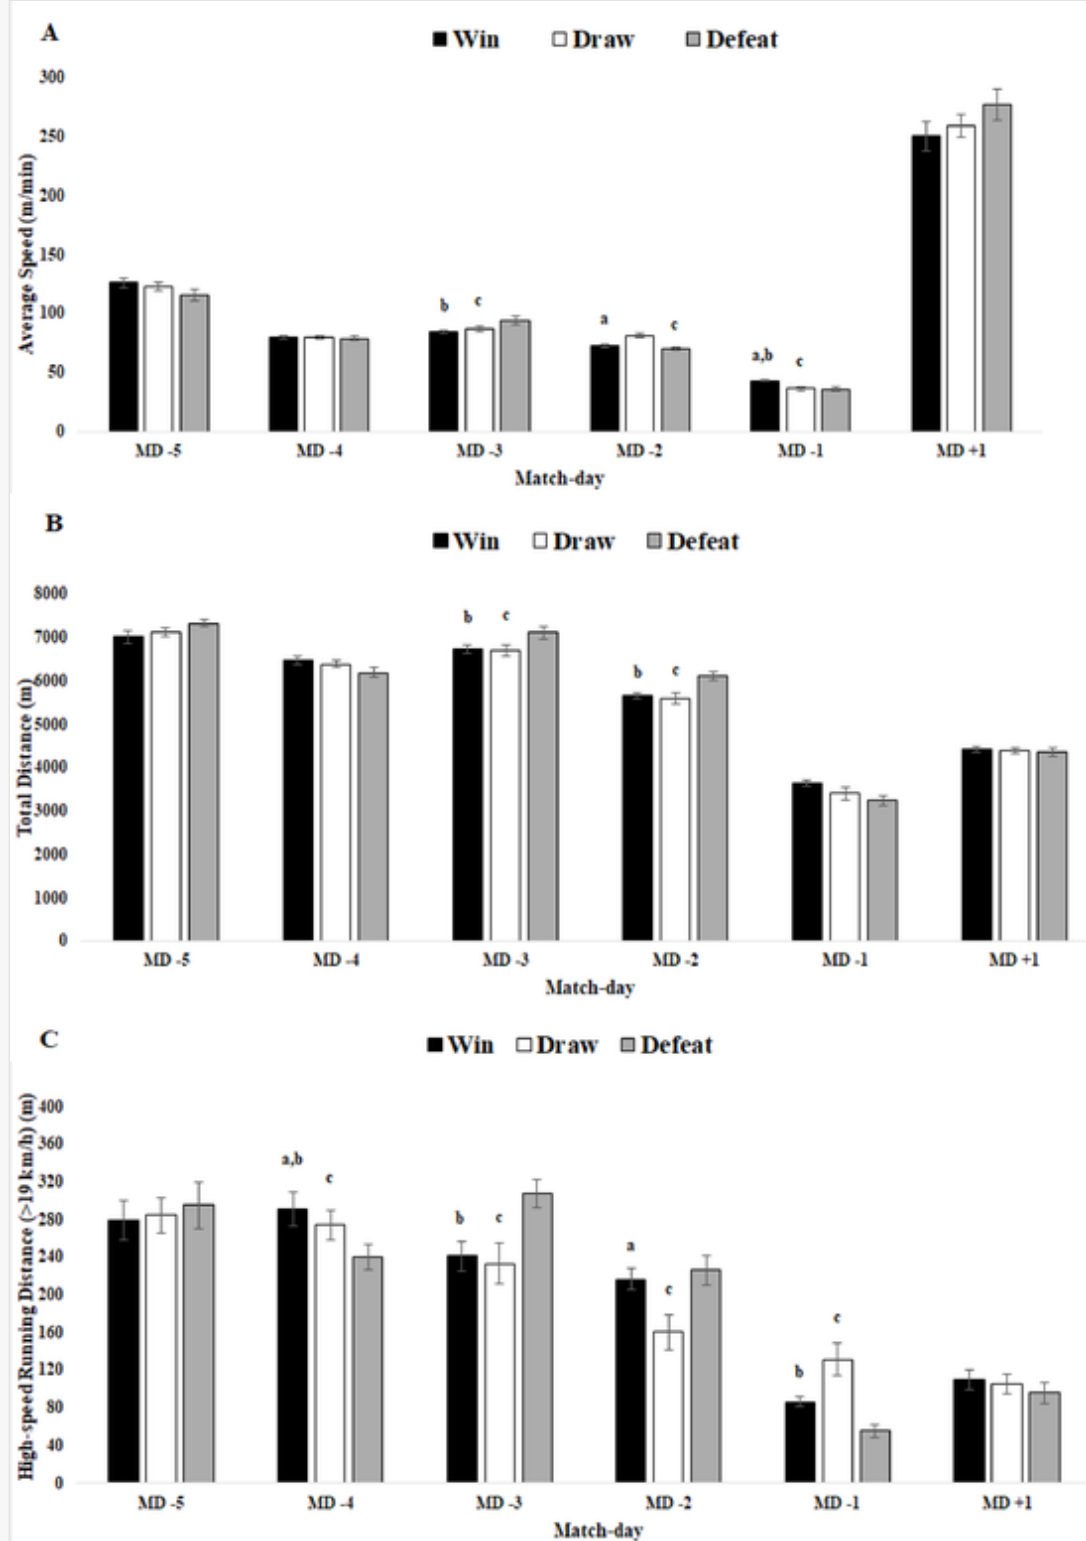 A
Win Draw Defeat
300
250
200
150
100
50
0
Average Speed (m/min)
b c
a c
a,b c
MD -5 MD -4 MD -3 MD -2 MD -1 MD +1
Match-day
B
Win Draw Defeat
8000
7000
6000
5000
4000
3000
2000
1000
0
Total Distance (m)
b c
b c
MD -5 MD -4 MD -3 MD -2 MD -1 MD +1
Match-day
C
Win Draw Defeat
400
360
320
280
240
200
160
120
80
40
0
High-speed Running Distance (>19 km/h) (m)
a,b c
b c
a c
b c
MD -5 MD -4 MD -3 MD -2 MD -1 MD +1
Match-day